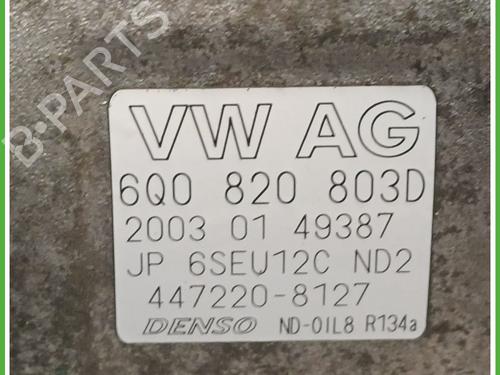 B-PARTS
VW AG
6Q0 820 803D
2003 01 49387
JP 6SEU12C ND2
447220-8127
DENSO ND-OIL8 R134a